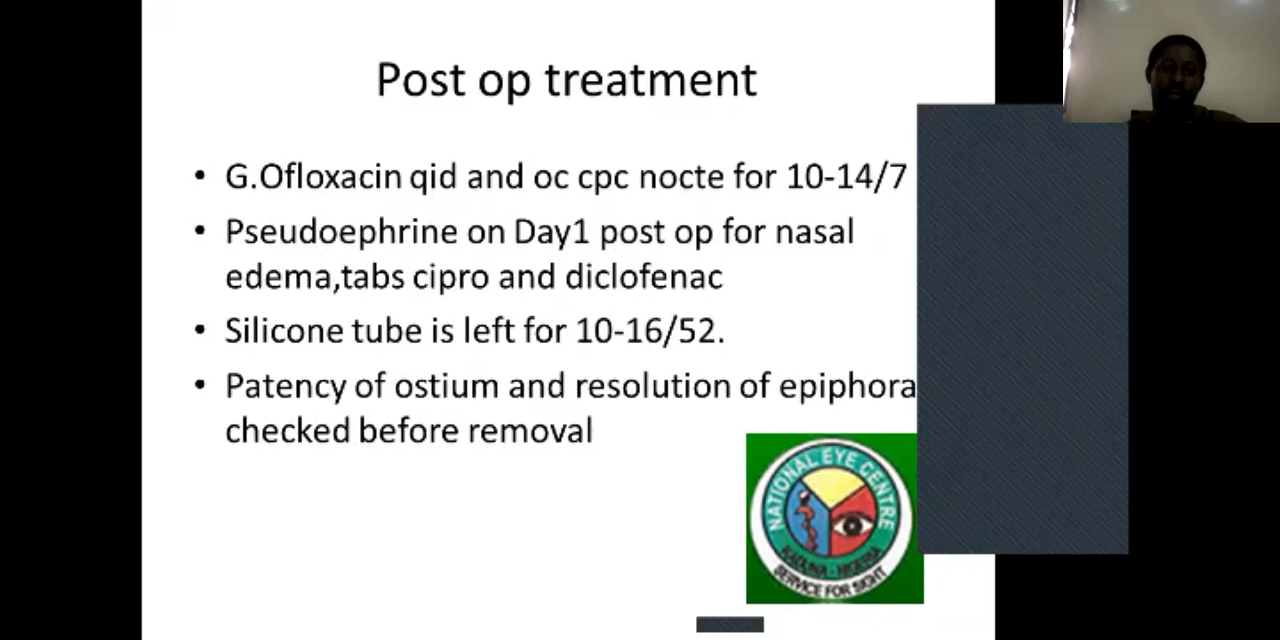 Post op treatment
• G.Ofloxacin qid and oc cpc nocte for 10-14/7
• Pseudoephrine on Day1 post op for nasal
edema,tabs cipro and diclofenac
• Silicone tube is left for 10-16/52.
• Patency of ostium and resolution of epiphora
checked before removal
NATIONAL EYE CENTRE
KADUNA - NIGERIA
SERVICE FOR SIGHT